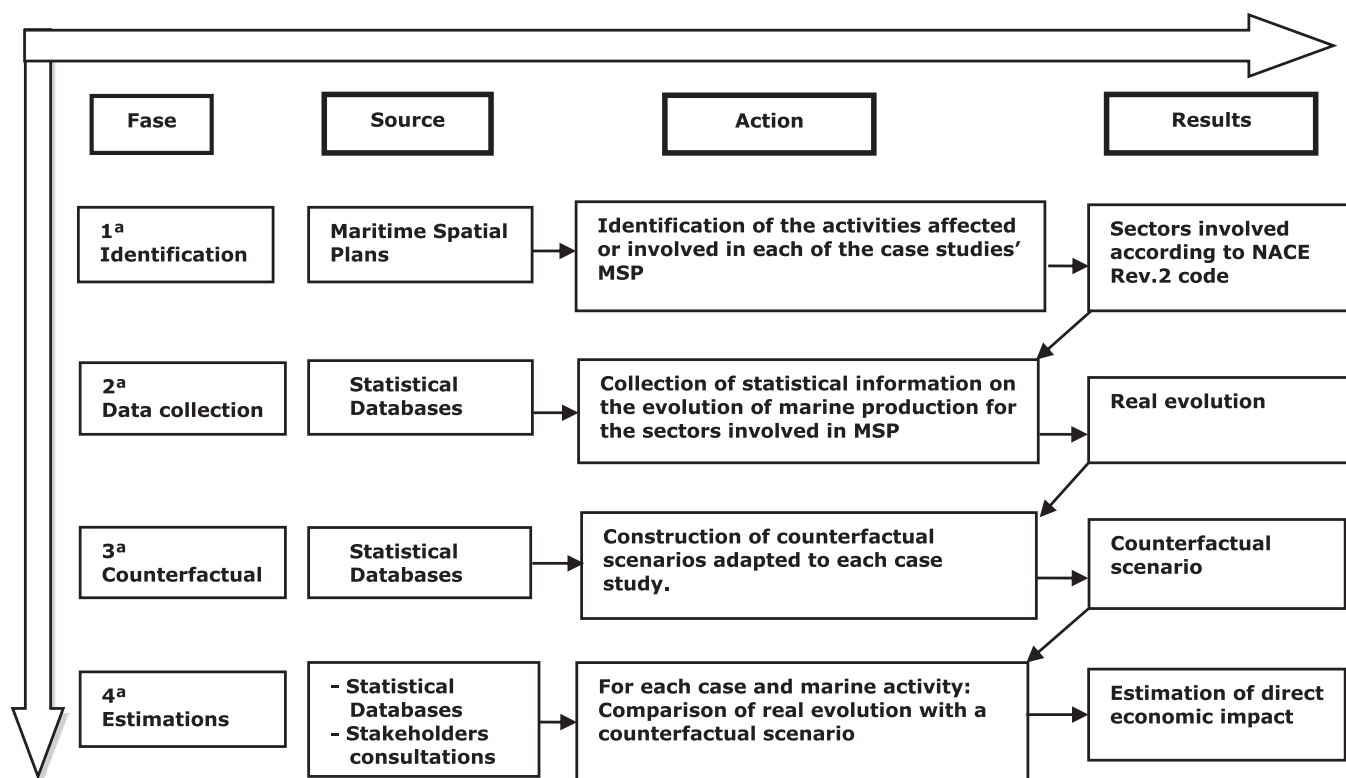 Fase
Source
Action
Results
1ª
Identification
Maritime Spatial
Plans
Identification of the activities affected
or involved in each of the case studies’
MSP
Sectors involved
according to NACE
Rev.2 code
2ª
Data collection
Statistical
Databases
Collection of statistical information on
the evolution of marine production for
the sectors involved in MSP
Real evolution
3ª
Counterfactual
Statistical
Databases
Construction of counterfactual
scenarios adapted to each case
study.
Counterfactual
scenario
4ª
Estimations
- Statistical
Databases
- Stakeholders
consultations
For each case and marine activity:
Comparison of real evolution with a
counterfactual scenario
Estimation of direct
economic impact